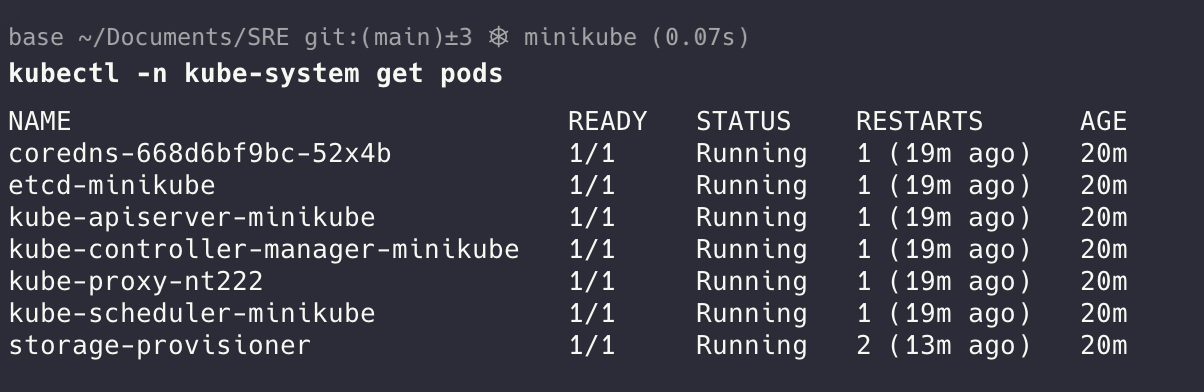 base ~/Documents/SRE git:(main)±3 ⎈ minikube (0.07s)
kubectl -n kube-system get pods
NAME READY STATUS RESTARTS AGE
coredns-668d6bf9bc-52x4b 1/1 Running 1 (19m ago) 20m
etcd-minikube 1/1 Running 1 (19m ago) 20m
kube-apiserver-minikube 1/1 Running 1 (19m ago) 20m
kube-controller-manager-minikube 1/1 Running 1 (19m ago) 20m
kube-proxy-nt222 1/1 Running 1 (19m ago) 20m
kube-scheduler-minikube 1/1 Running 1 (19m ago) 20m
storage-provisioner 1/1 Running 2 (13m ago) 20m